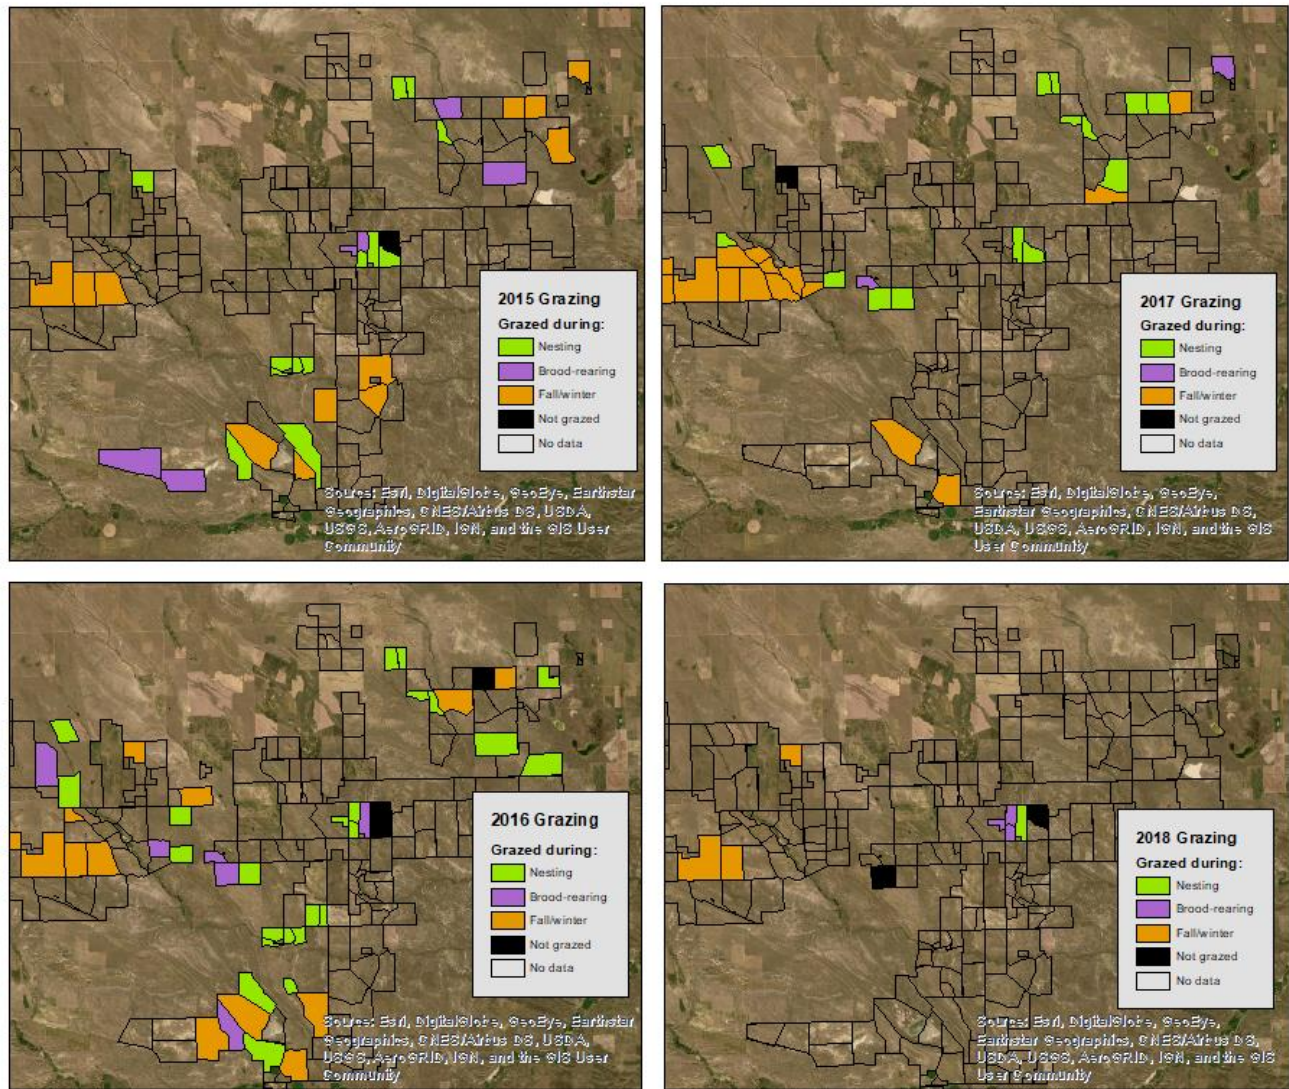 2015 Grazing
Grazed during:
Nesting
Brood-rearing
Fall/winter
Not grazed
No data
Source: Esri, DigitalGlobe, GeoEye, Earthstar
Geographics, CNES/Airbus DS, USDA,
USGS, AeroGRID, IGN, and the GIS User
Community
2017 Grazing
Grazed during:
Nesting
Brood-rearing
Fall/winter
Not grazed
No data
Source: Esri, DigitalGlobe, GeoEye,
Earthstar Geographics, CNES/Airbus DS,
USDA, USGS, AeroGRID, IGN, and the GIS
User Community
2016 Grazing
Grazed during:
Nesting
Brood-rearing
Fall/winter
Not grazed
No data
Source: Esri, DigitalGlobe, GeoEye, Earthstar
Geographics, CNES/Airbus DS, USDA,
USGS, AeroGRID, IGN, and the GIS User
Community
2018 Grazing
Grazed during:
Nesting
Brood-rearing
Fall/winter
Not grazed
No data
Source: Esri, DigitalGlobe, GeoEye,
Earthstar Geographics, CNES/Airbus DS,
USDA, USGS, AeroGRID, IGN, and the GIS
User Community